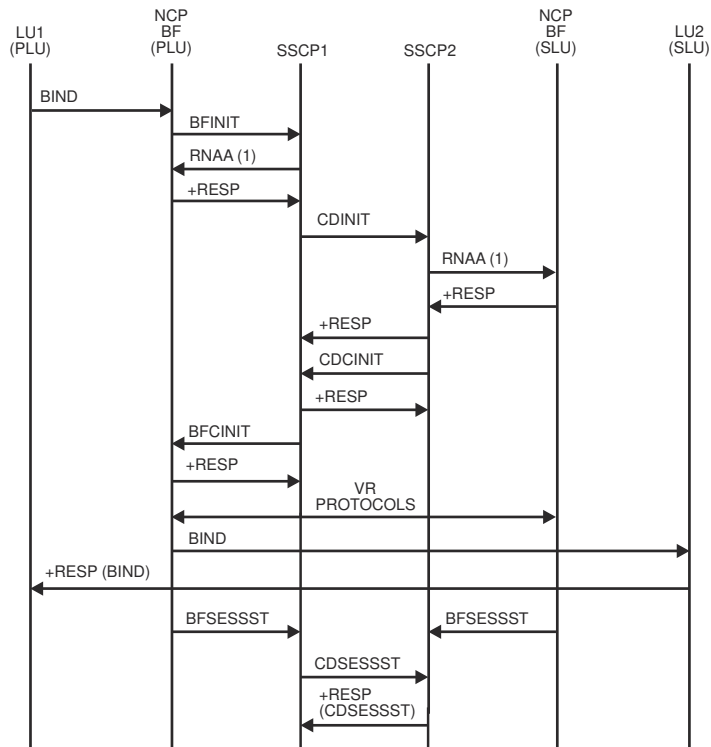 LU1
(PLU)
NCP
BF
(PLU)
SSCP1
SSCP2
NCP
BF
(SLU)
LU2
(SLU)
BIND
BFINIT
RNAA (1)
+RESP
CDINIT
RNAA (1)
+RESP
+RESP
CDCINIT
+RESP
BFCINIT
+RESP
VR
PROTOCOLS
BIND
+RESP (BIND)
BFSESSST
BFSESSST
CDSESSST
+RESP
(CDSESSST)